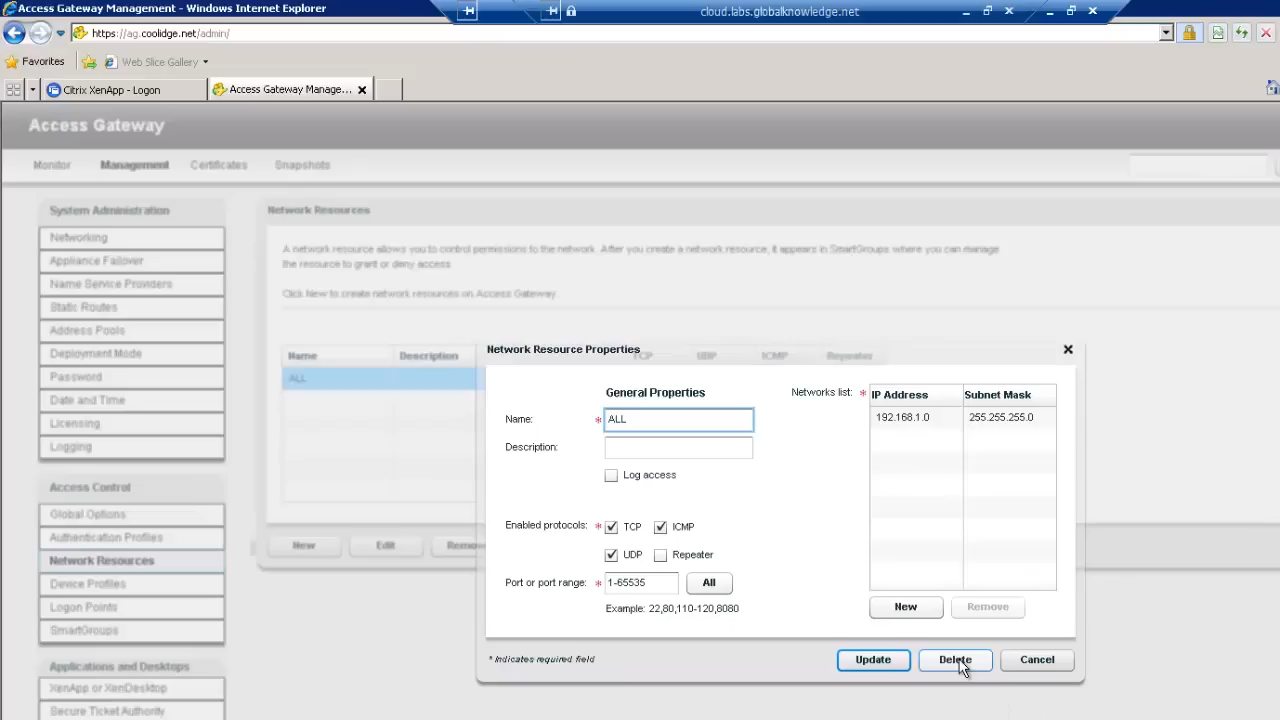 Access Gateway Management - Windows Internet Explorer
cloud.labs.globalknowledge.net
https://ag.coolidge.net/admin/
Favorites
Web Slice Gallery
Citrix XenApp - Logon
Access Gateway Manage...
Access Gateway
Monitor
Management
Certificates
Snapshots
System Administration
Networking
Appliance Failover
Name Service Providers
Static Routes
Address Pools
Deployment Mode
Password
Date and Time
Licensing
Logging
Access Control
Global Options
Authentication Profiles
Network Resources
Device Profiles
Logon Points
SmartGroups
Applications and Desktops
XenApp or XenDesktop
Secure Ticket Authority
Network Resources
A network resource allows you to control permissions to the network. After you create a network resource, it appears in SmartGroups where you can manage
the resource to grant or deny access
Click New to create network resources on Access Gateway.
Name
Description
TCP
UDP
ICMP
Repeater
ALL
New
Edit
Remov
Network Resource Properties
General Properties
Name:
* ALL
Description:
Log access
Enabled protocols:
* TCP
ICMP
UDP
Repeater
Port or port range:
* 1-65535
All
Example: 22,80,110-120,8080
Networks list: *
IP Address
Subnet Mask
192.168.1.0
255.255.255.0
New
Remove
* Indicates required field
Update
Delete
Cancel